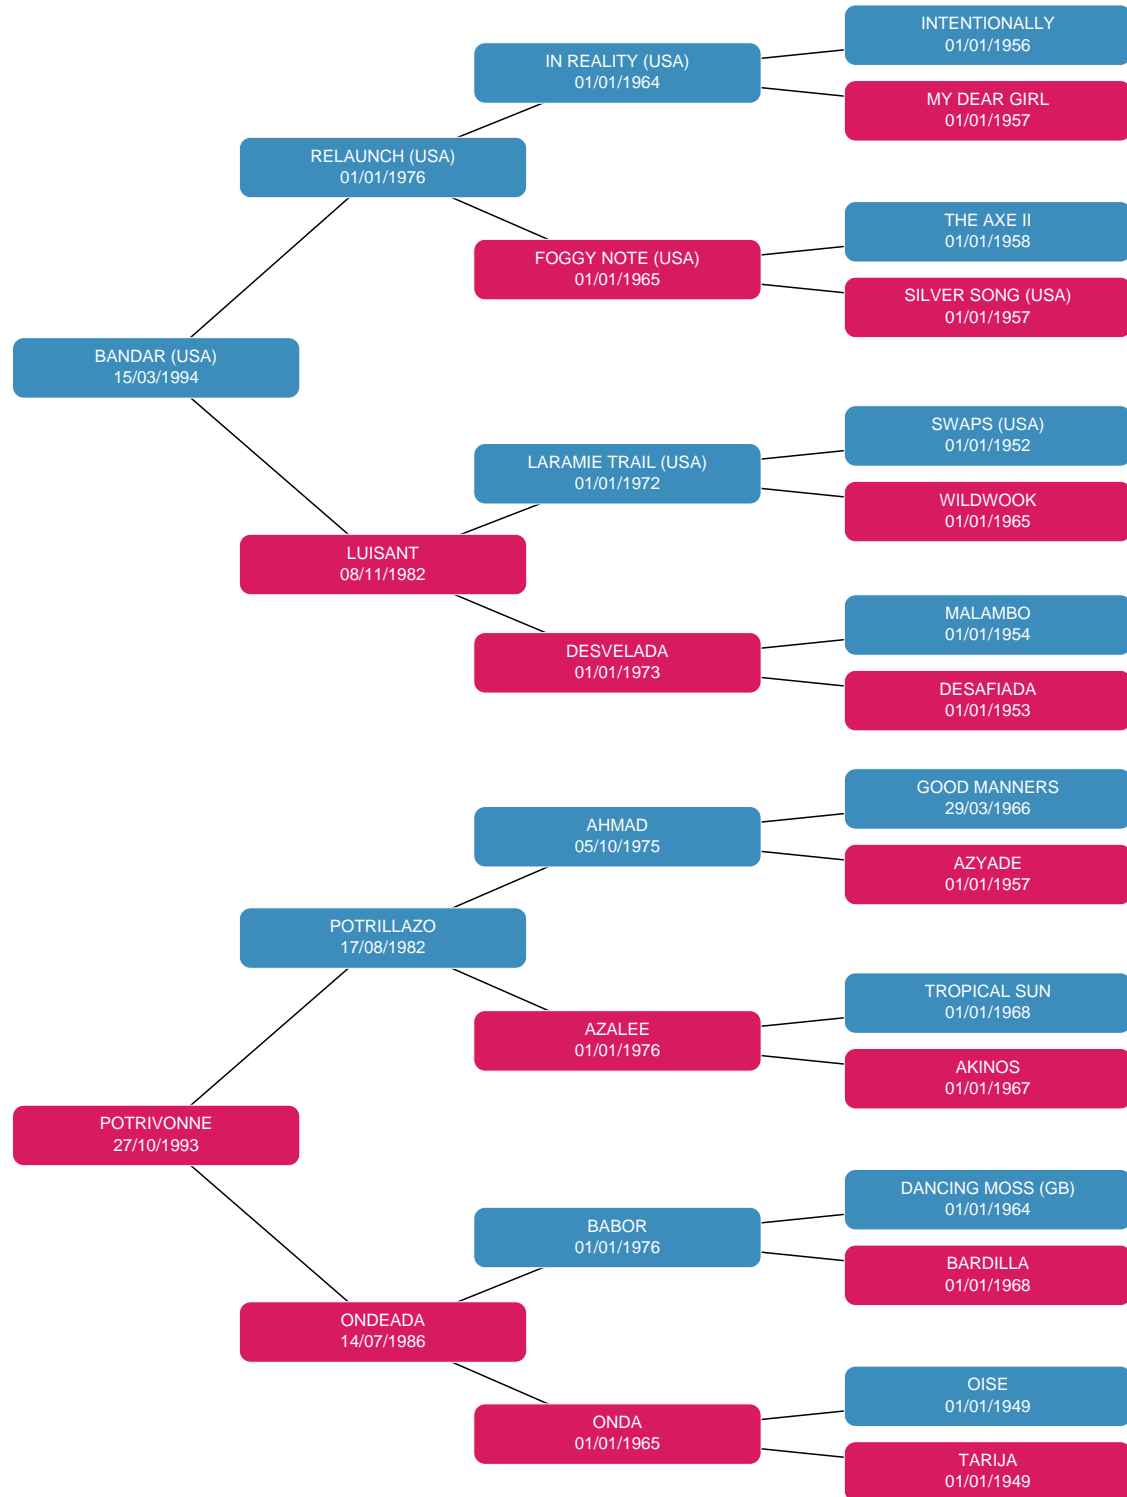 INTENTIONALLY
01/01/1956
IN REALITY (USA)
01/01/1964
MY DEAR GIRL
01/01/1957
RELAUNCH (USA)
01/01/1976
THE AXE II
01/01/1958
FOGGY NOTE (USA)
01/01/1965
SILVER SONG (USA)
01/01/1957
BANDAR (USA)
15/03/1994
SWAPS (USA)
01/01/1952
LARAMIE TRAIL (USA)
01/01/1972
WILDWOOK
01/01/1965
LUISANT
08/11/1982
MALAMBO
01/01/1954
DESVELADA
01/01/1973
DESAFIADA
01/01/1953
GOOD MANNERS
29/03/1966
AHMAD
05/10/1975
AZYADE
01/01/1957
POTRILLAZO
17/08/1982
TROPICAL SUN
01/01/1968
AZALEE
01/01/1976
AKINOS
01/01/1967
POTRIVONNE
27/10/1993
DANCING MOSS (GB)
01/01/1964
BABOR
01/01/1976
BARDILLA
01/01/1968
ONDEADA
14/07/1986
OISE
01/01/1949
ONDA
01/01/1965
TARIJA
01/01/1949